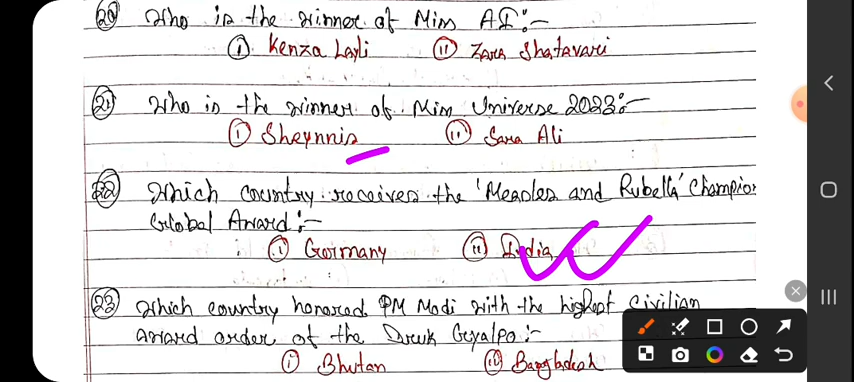 20 Who is the winner of Miss AI:-
i Kenza Layli ii Zara Shatavari
21 Who is the winner of Miss Universe 2023:-
i Sheynnis ii Sara Ali
22 Which country receives the 'Measles and Rubella' Champion
Global Award:-
i Germany ii India
23 Which country honored PM Modi with the highest civilian
award order of the Druk Gyalpo:-
i Bhutan ii Bangladesh